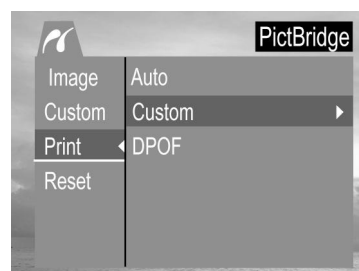 PictBridge
Image
Custom
Print
Reset
Auto
Custom
DPOF